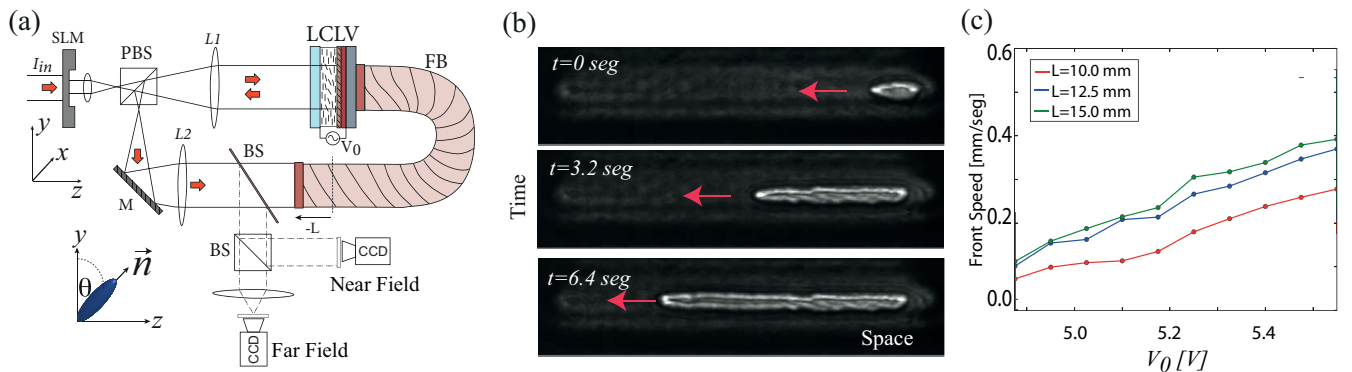 (a)
SLM
I_in
PBS
L1
LCLV
FB
V0
y
x
z
M
L2
BS
-L
BS
CCD
Near Field
CCD
Far Field
y
θ
n
z
(b)
Time
t=0 seg
t=3.2 seg
t=6.4 seg
Space
(c)
Front Speed [mm/seg]
0.6
0.4
0.2
0.0
L=10.0 mm
L=12.5 mm
L=15.0 mm
5.0
5.2
5.4
V0 [V]